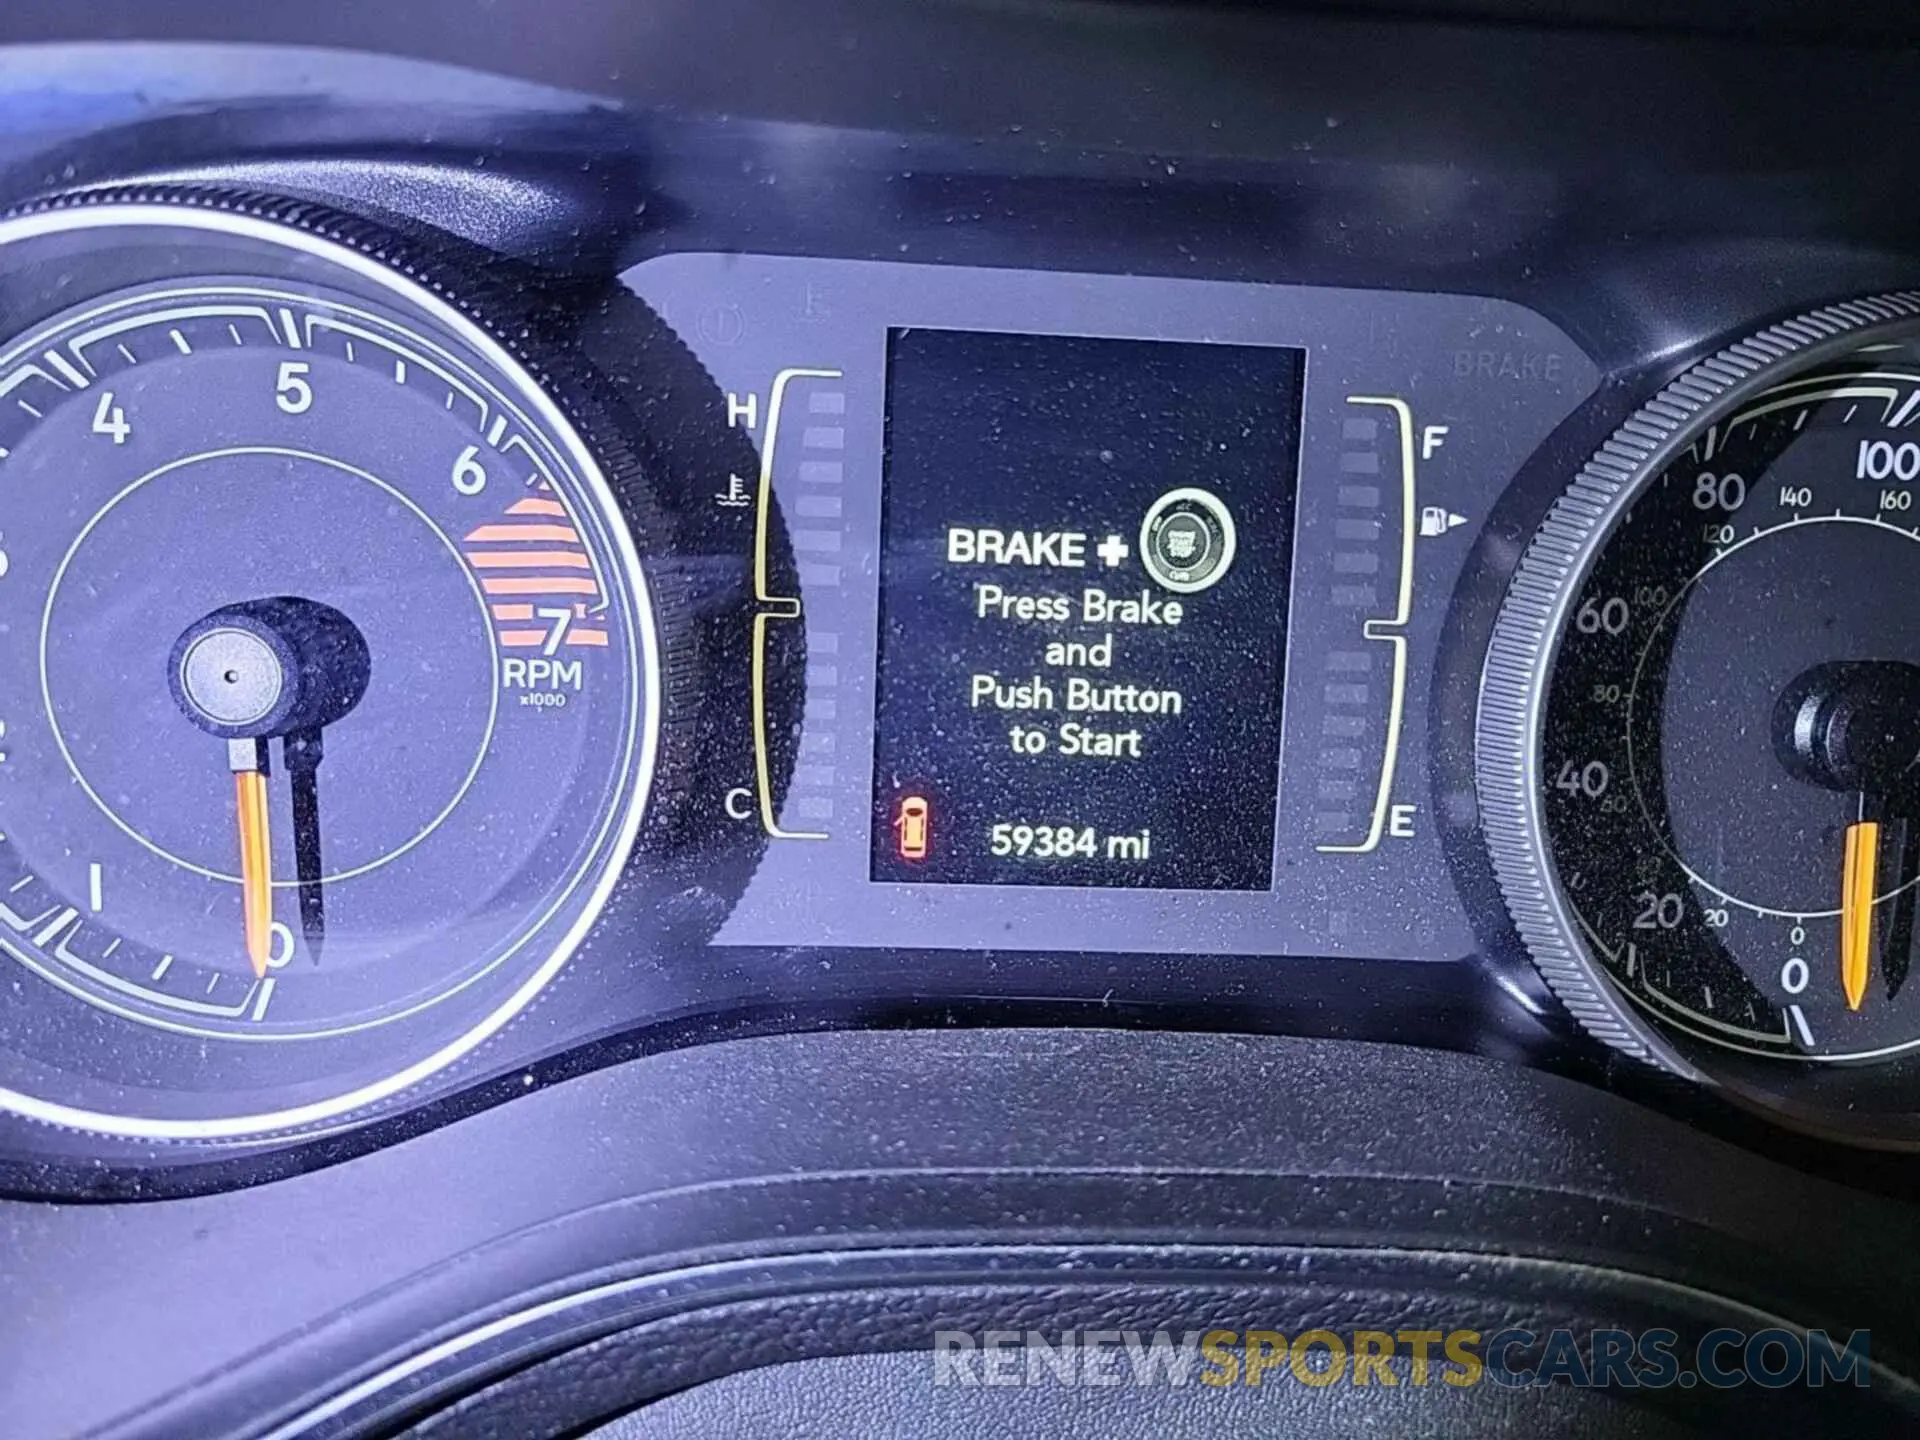 5
4
6
7
RPM
x1000
1
0
H
C
BRAKE +
Press Brake
and
Push Button
to Start
59384 mi
BRAKE
F
E
100
80
140
160
120
60
100
80
40
60
20
20
0
0
RENEWSPORTSCARS.COM